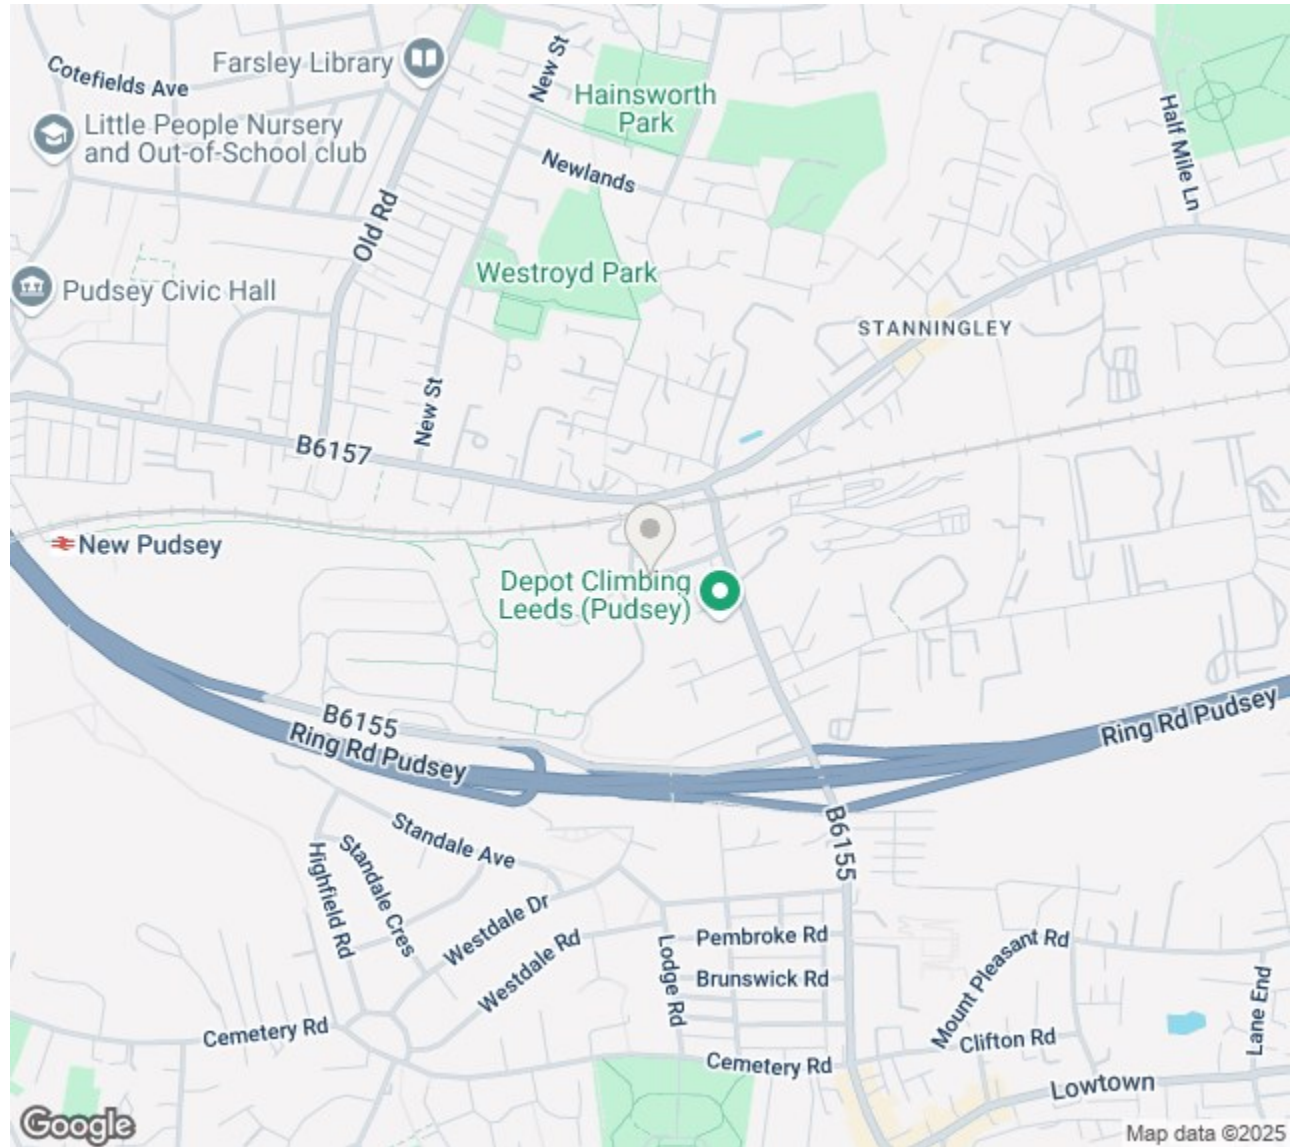 Farsley Library
New St
Cotefields Ave
Hainsworth
Park
Half Mile Ln
Little People Nursery
and Out-of-School club
Newlands
Old Rd
Westroyd Park
Pudsey Civic Hall
STANNINGLEY
New St
B6157
New Pudsey
Depot Climbing
Leeds (Pudsey)
B6155
Ring Rd Pudsey
Ring Rd Pudsey
Standale Ave
B6155
Highfield Rd
Standale Cres
Westdale Dr
Westdale Rd
Lodge Rd
Pembroke Rd
Brunswick Rd
Mount Pleasant Rd
Lane End
Cemetery Rd
Clifton Rd
Cemetery Rd
Lowtown
Google
Map data ©2025